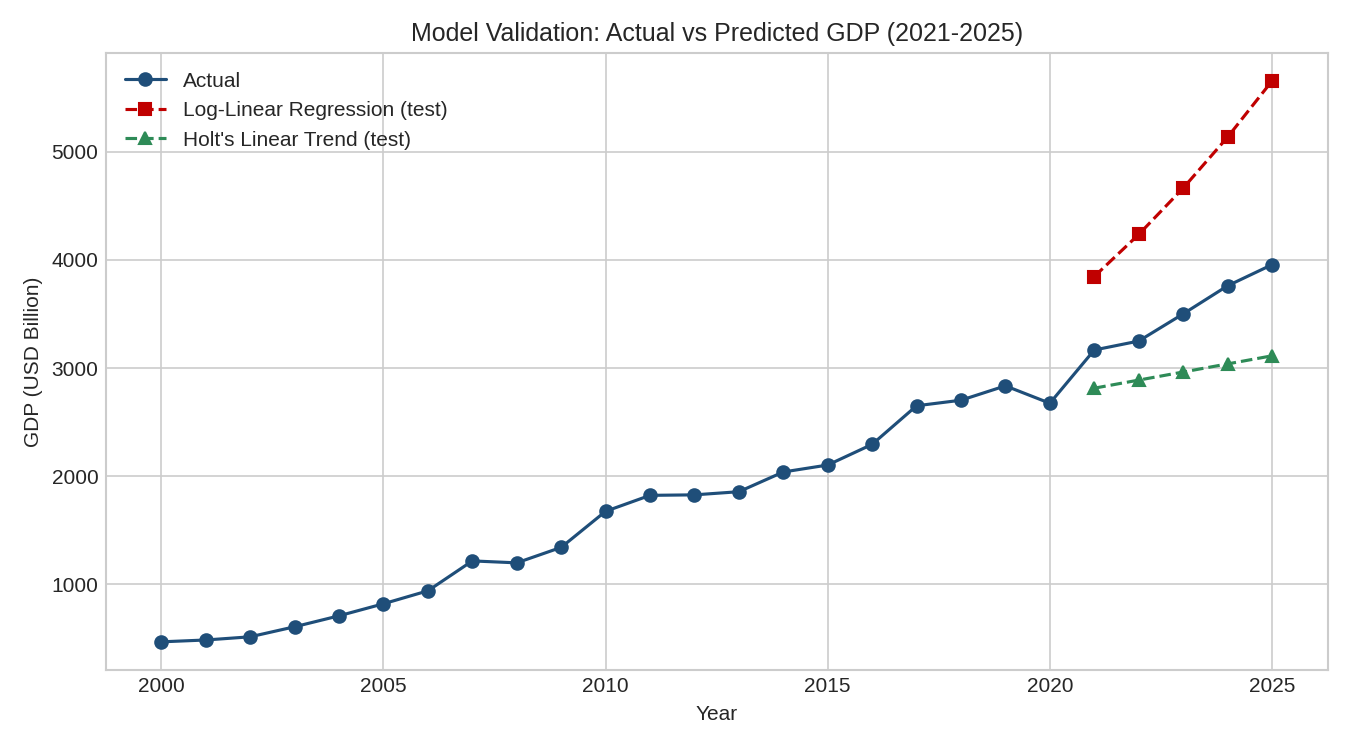 Model Validation: Actual vs Predicted GDP (2021-2025)
Actual
Log-Linear Regression (test)
Holt's Linear Trend (test)
GDP (USD Billion)
5000
4000
3000
2000
1000
2000 2005 2010 2015 2020 2025
Year